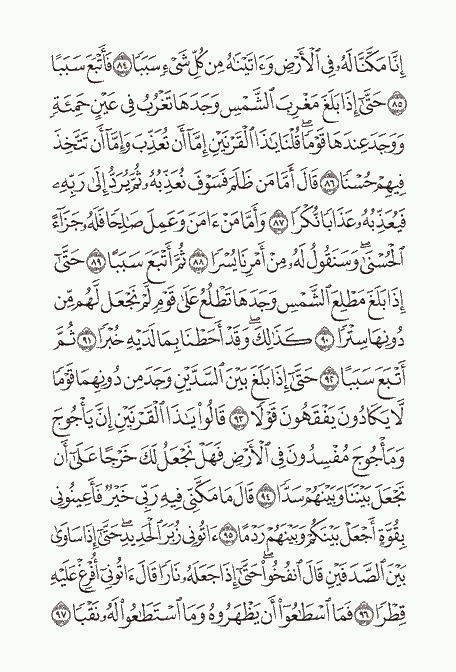 إِنَّا مَكَّنَّا لَهُۥ فِى ٱلْأَرْضِ وَءَاتَيْنَٰهُ مِن كُلِّ شَىْءٍ سَبَبًا ٨٤ فَأَتْبَعَ سَبَبًا
٨٥ حَتَّىٰٓ إِذَا بَلَغَ مَغْرِبَ ٱلشَّمْسِ وَجَدَهَا تَغْرُبُ فِى عَيْنٍ حَمِئَةٍ
وَوَجَدَ عِندَهَا قَوْمًا ۗ قُلْنَا يَٰذَا ٱلْقَرْنَيْنِ إِمَّآ أَن تُعَذِّبَ وَإِمَّآ أَن تَتَّخِذَ
فِيهِمْ حُسْنًا ٨٦ قَالَ أَمَّا مَن ظَلَمَ فَسَوْفَ نُعَذِّبُهُۥ ثُمَّ يُرَدُّ إِلَىٰ رَبِّهِۦ
فَيُعَذِّبُهُۥ عَذَابًا نُّكْرًا ٨٧ وَأَمَّا مَنْ ءَامَنَ وَعَمِلَ صَٰلِحًا فَلَهُۥ جَزَآءً
ٱلْحُسْنَىٰ ۖ وَسَنَقُولُ لَهُۥ مِنْ أَمْرِنَا يُسْرًا ٨٨ ثُمَّ أَتْبَعَ سَبَبًا ٨٩ حَتَّىٰٓ
إِذَا بَلَغَ مَطْلِعَ ٱلشَّمْسِ وَجَدَهَا تَطْلُعُ عَلَىٰ قَوْمٍ لَّمْ نَجْعَل لَّهُم مِّن
دُونِهَا سِتْرًا ٩٠ كَذَٰلِكَ ۖ وَقَدْ أَحَطْنَا بِمَا لَدَيْهِ خُبْرًا ٩١ ثُمَّ
أَتْبَعَ سَبَبًا ٩٢ حَتَّىٰٓ إِذَا بَلَغَ بَيْنَ ٱلسَّدَّيْنِ وَجَدَ مِن دُونِهِمَا قَوْمًا
لَّا يَكَادُونَ يَفْقَهُونَ قَوْلًا ٩٣ قَالُوا۟ يَٰذَا ٱلْقَرْنَيْنِ إِنَّ يَأْجُوجَ
وَمَأْجُوجَ مُفْسِدُونَ فِى ٱلْأَرْضِ فَهَلْ نَجْعَلُ لَكَ خَرْجًا عَلَىٰٓ أَن
تَجْعَلَ بَيْنَنَا وَبَيْنَهُمْ سَدًّا ٩٤ قَالَ مَا مَكَّنِّى فِيهِ رَبِّى خَيْرٌ فَأَعِينُونِى
بِقُوَّةٍ أَجْعَلْ بَيْنَكُمْ وَبَيْنَهُمْ رَدْمًا ٩٥ ءَاتُونِى زُبَرَ ٱلْحَدِيدِ ۖ حَتَّىٰٓ إِذَا سَاوَىٰ
بَيْنَ ٱلصَّدَفَيْنِ قَالَ ٱنفُخُوا۟ ۖ حَتَّىٰٓ إِذَا جَعَلَهُۥ نَارًا قَالَ ءَاتُونِىٓ أُفْرِغْ عَلَيْهِ
قِطْرًا ٩٦ فَمَا ٱسْطَٰعُوٓا۟ أَن يَظْهَرُوهُ وَمَا ٱسْتَطَٰعُوا۟ لَهُۥ نَقْبًا ٩٧